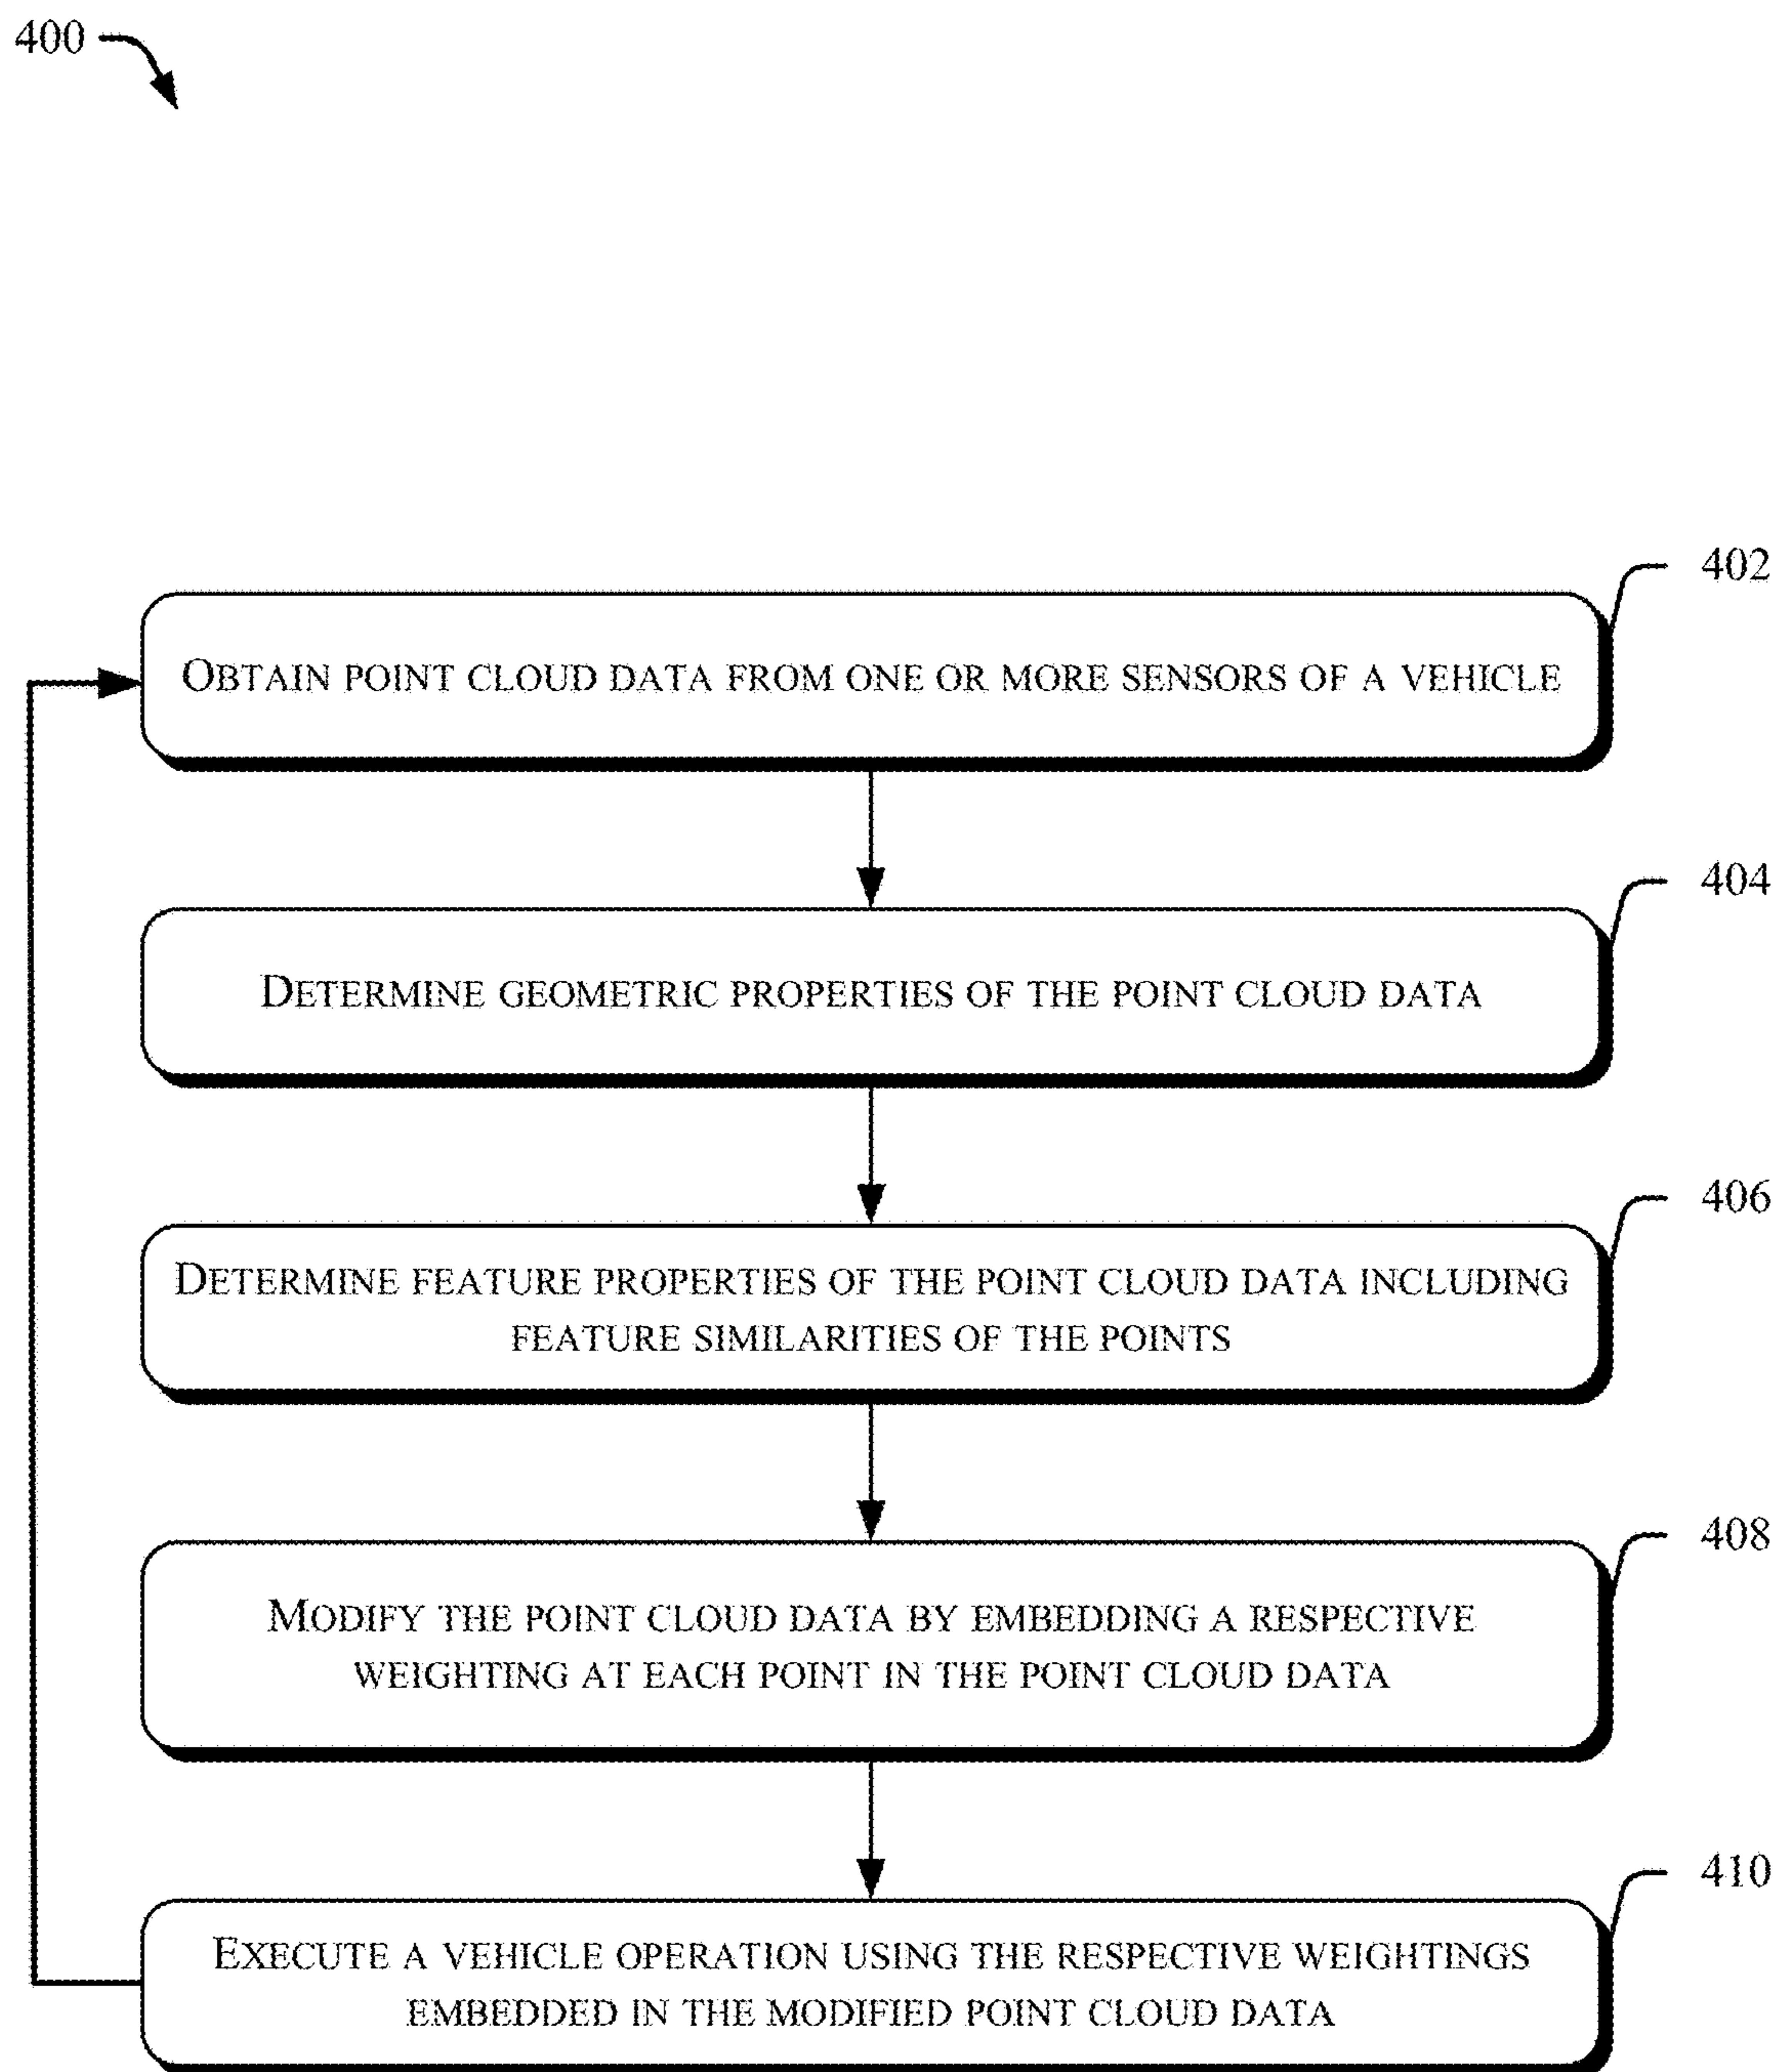 400
402
OBTAIN POINT CLOUD DATA FROM ONE OR MORE SENSORS OF A VEHICLE
404
DETERMINE GEOMETRIC PROPERTIES OF THE POINT CLOUD DATA
406
DETERMINE FEATURE PROPERTIES OF THE POINT CLOUD DATA INCLUDING
FEATURE SIMILARITIES OF THE POINTS
408
MODIFY THE POINT CLOUD DATA BY EMBEDDING A RESPECTIVE
WEIGHTING AT EACH POINT IN THE POINT CLOUD DATA
410
EXECUTE A VEHICLE OPERATION USING THE RESPECTIVE WEIGHTINGS
EMBEDDED IN THE MODIFIED POINT CLOUD DATA